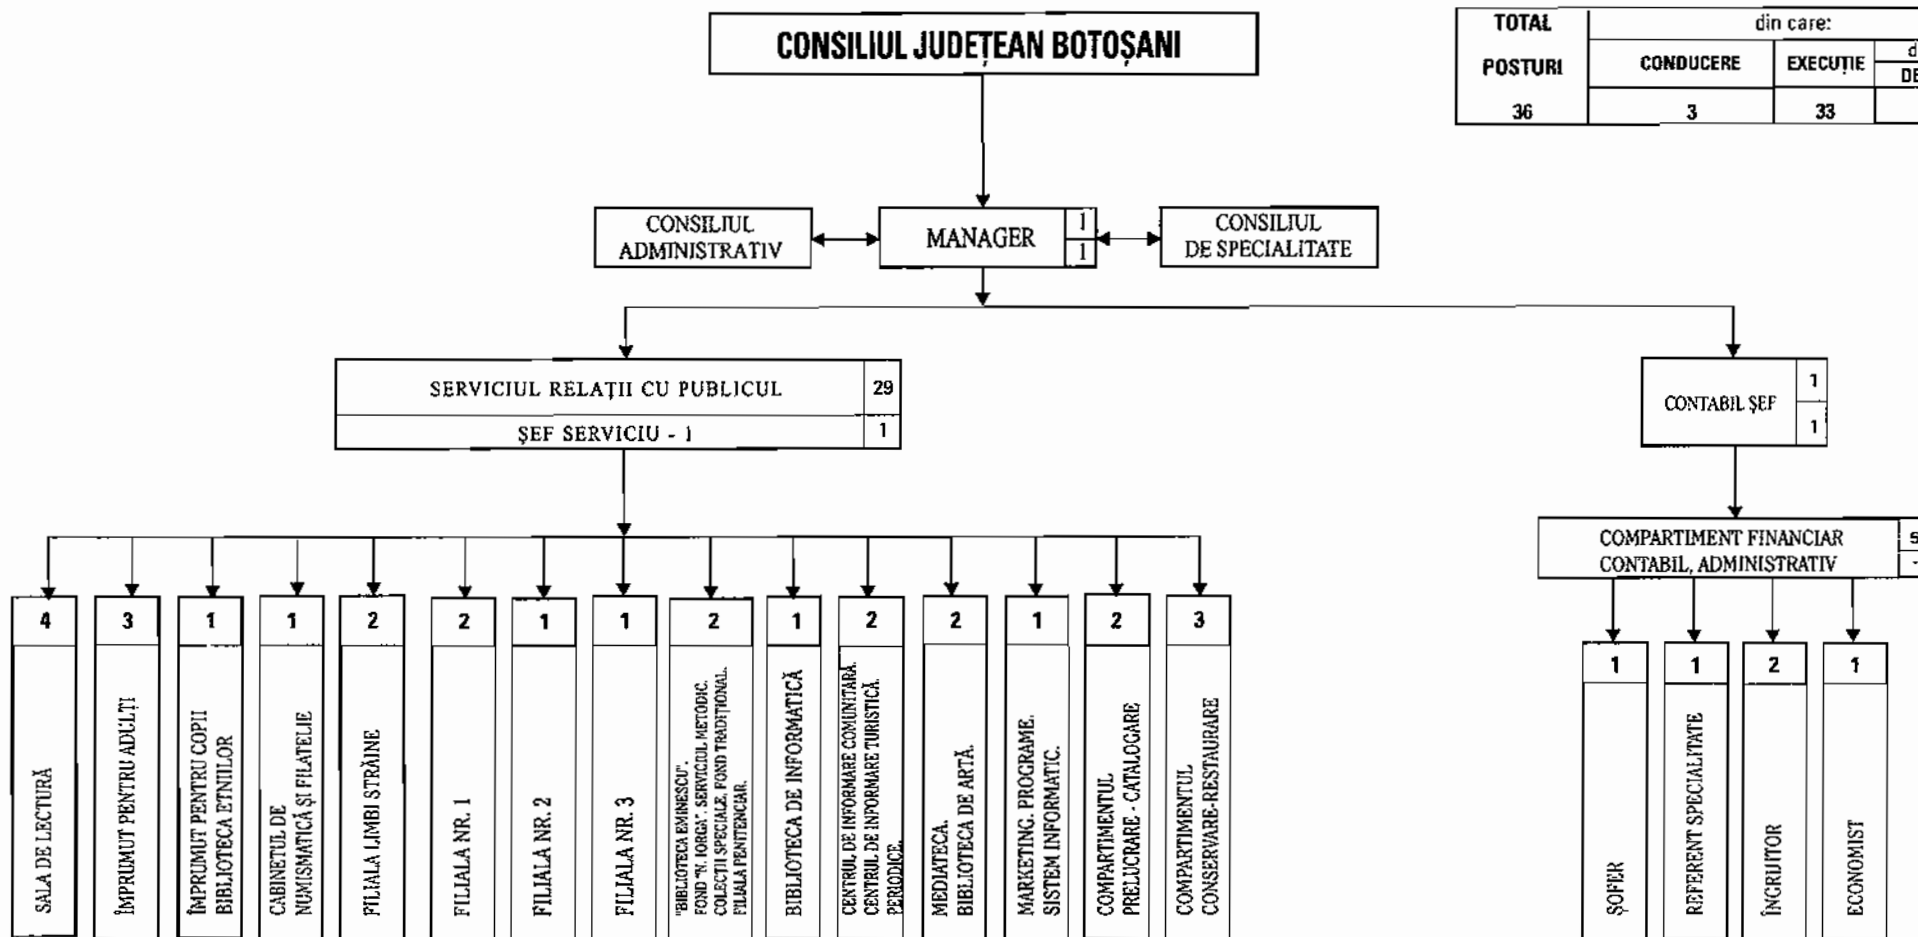 CONSILIUL JUDEȚEAN BOTOȘANI
TOTAL
POSTURI
36
din care:
CONDUCERE
3
EXECUȚIE
33
CONSILIUL
ADMINISTRATIV
MANAGER
1
1
CONSILIUL
DE SPECIALITATE
SERVICIUL RELAȚII CU PUBLICUL
29
ȘEF SERVICIU - 1
1
CONTABIL ȘEF
1
1
COMPARTIMENT FINANCIAR
CONTABIL, ADMINISTRATIV
4
SALA DE LECTURĂ
3
ÎMPRUMUT PENTRU ADULȚI
1
ÎMPRUMUT PENTRU COPII
BIBLIOTECA ETNIILOR
1
CABINETUL DE
NUMISMATICĂ ȘI FILATELIE
2
FILIALA LIMBI STRĂINE
2
FILIALA NR. 1
1
FILIALA NR. 2
1
FILIALA NR. 3
2
"BIBLIOTECA EMINESCU".
FOND "N. IORGA". SERVICIUL METODIC.
COLECȚII SPECIALE. FOND TRADIȚIONAL.
FILIALA PENITENCIAR.
1
BIBLIOTECA DE INFORMATICĂ
2
CENTRUL DE INFORMARE COMUNITARĂ.
CENTRUL DE INFORMARE TURISTICĂ.
PERIODICE.
2
MEDIATECA.
BIBLIOTECA DE ARTĂ.
1
MARKETING. PROGRAME.
SISTEM INFORMATIC.
2
COMPARTIMENTUL
PRELUCRARE - CATALOGARE
3
COMPARTIMENTUL
CONSERVARE-RESTAURARE
1
ȘOFER
1
REFERENT SPECIALITATE
2
ÎNGRIJITOR
1
ECONOMIST